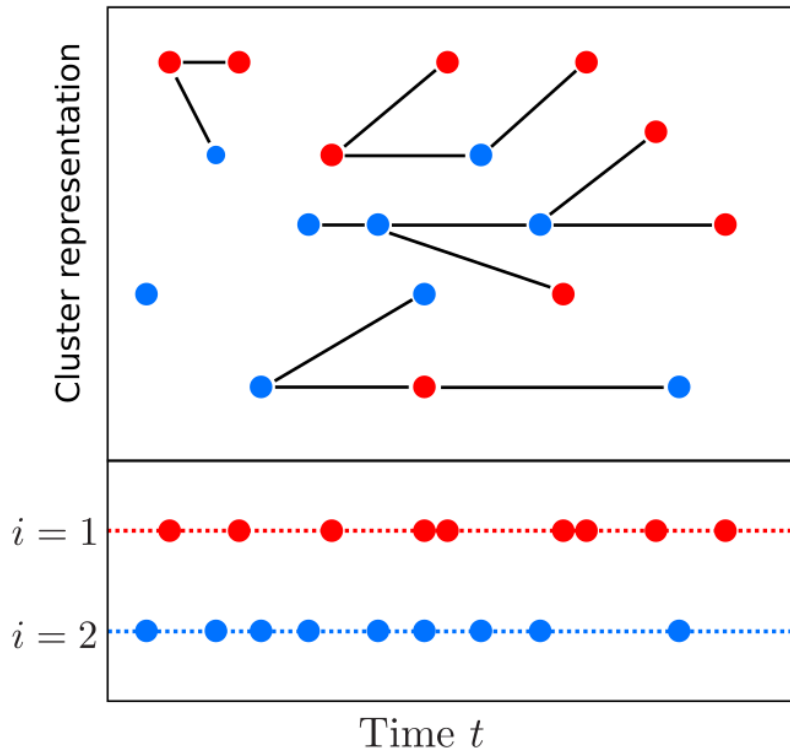 Cluster representation
i = 1
i = 2
Time t